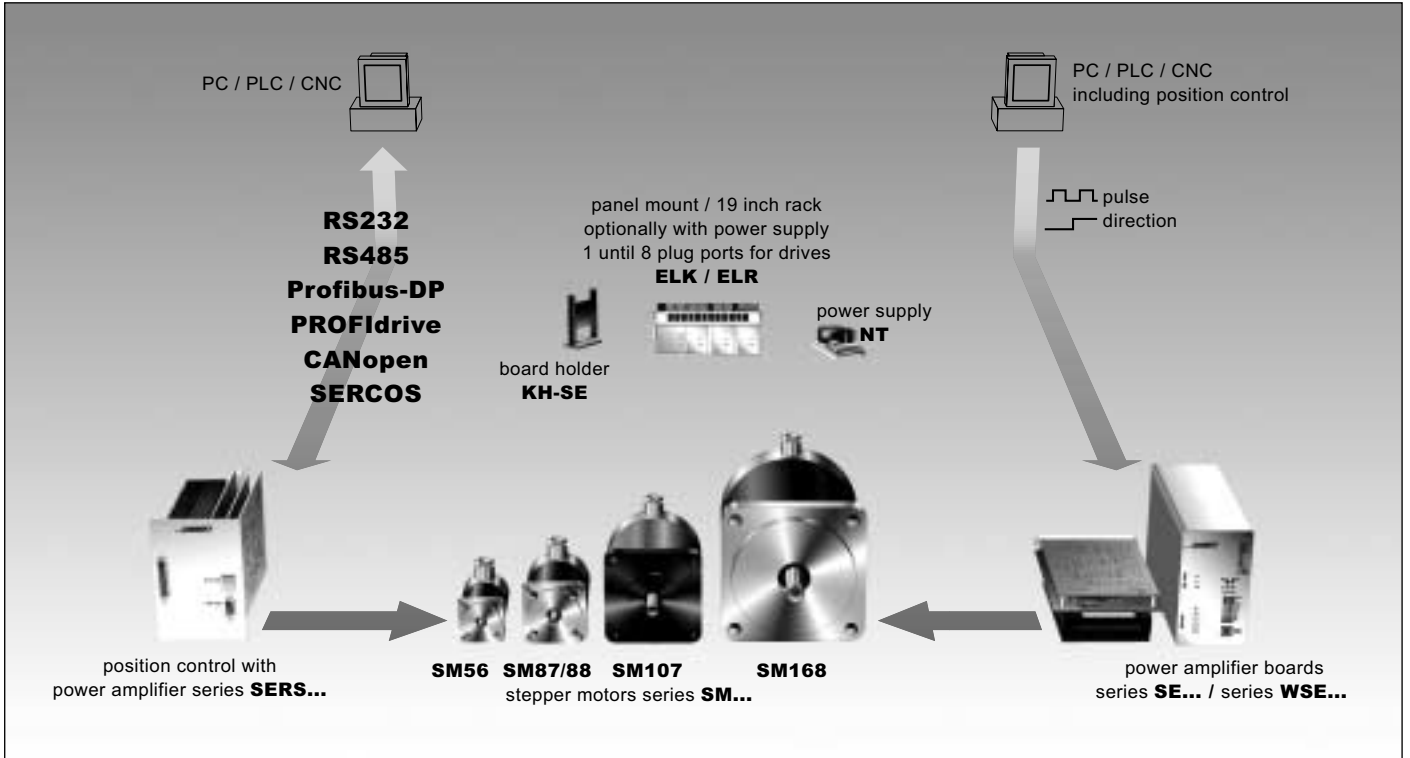 PC / PLC / CNC
PC / PLC / CNC
including position control
pulse
direction
RS232
RS485
Profibus-DP
PROFIdrive
CANopen
SERCOS
panel mount / 19 inch rack
optionally with power supply
1 until 8 plug ports for drives
ELK / ELR
board holder
KH-SE
power supply
NT
position control with
power amplifier series SERS...
SM56 SM87/88 SM107 SM168
stepper motors series SM...
power amplifier boards
series SE... / series WSE...